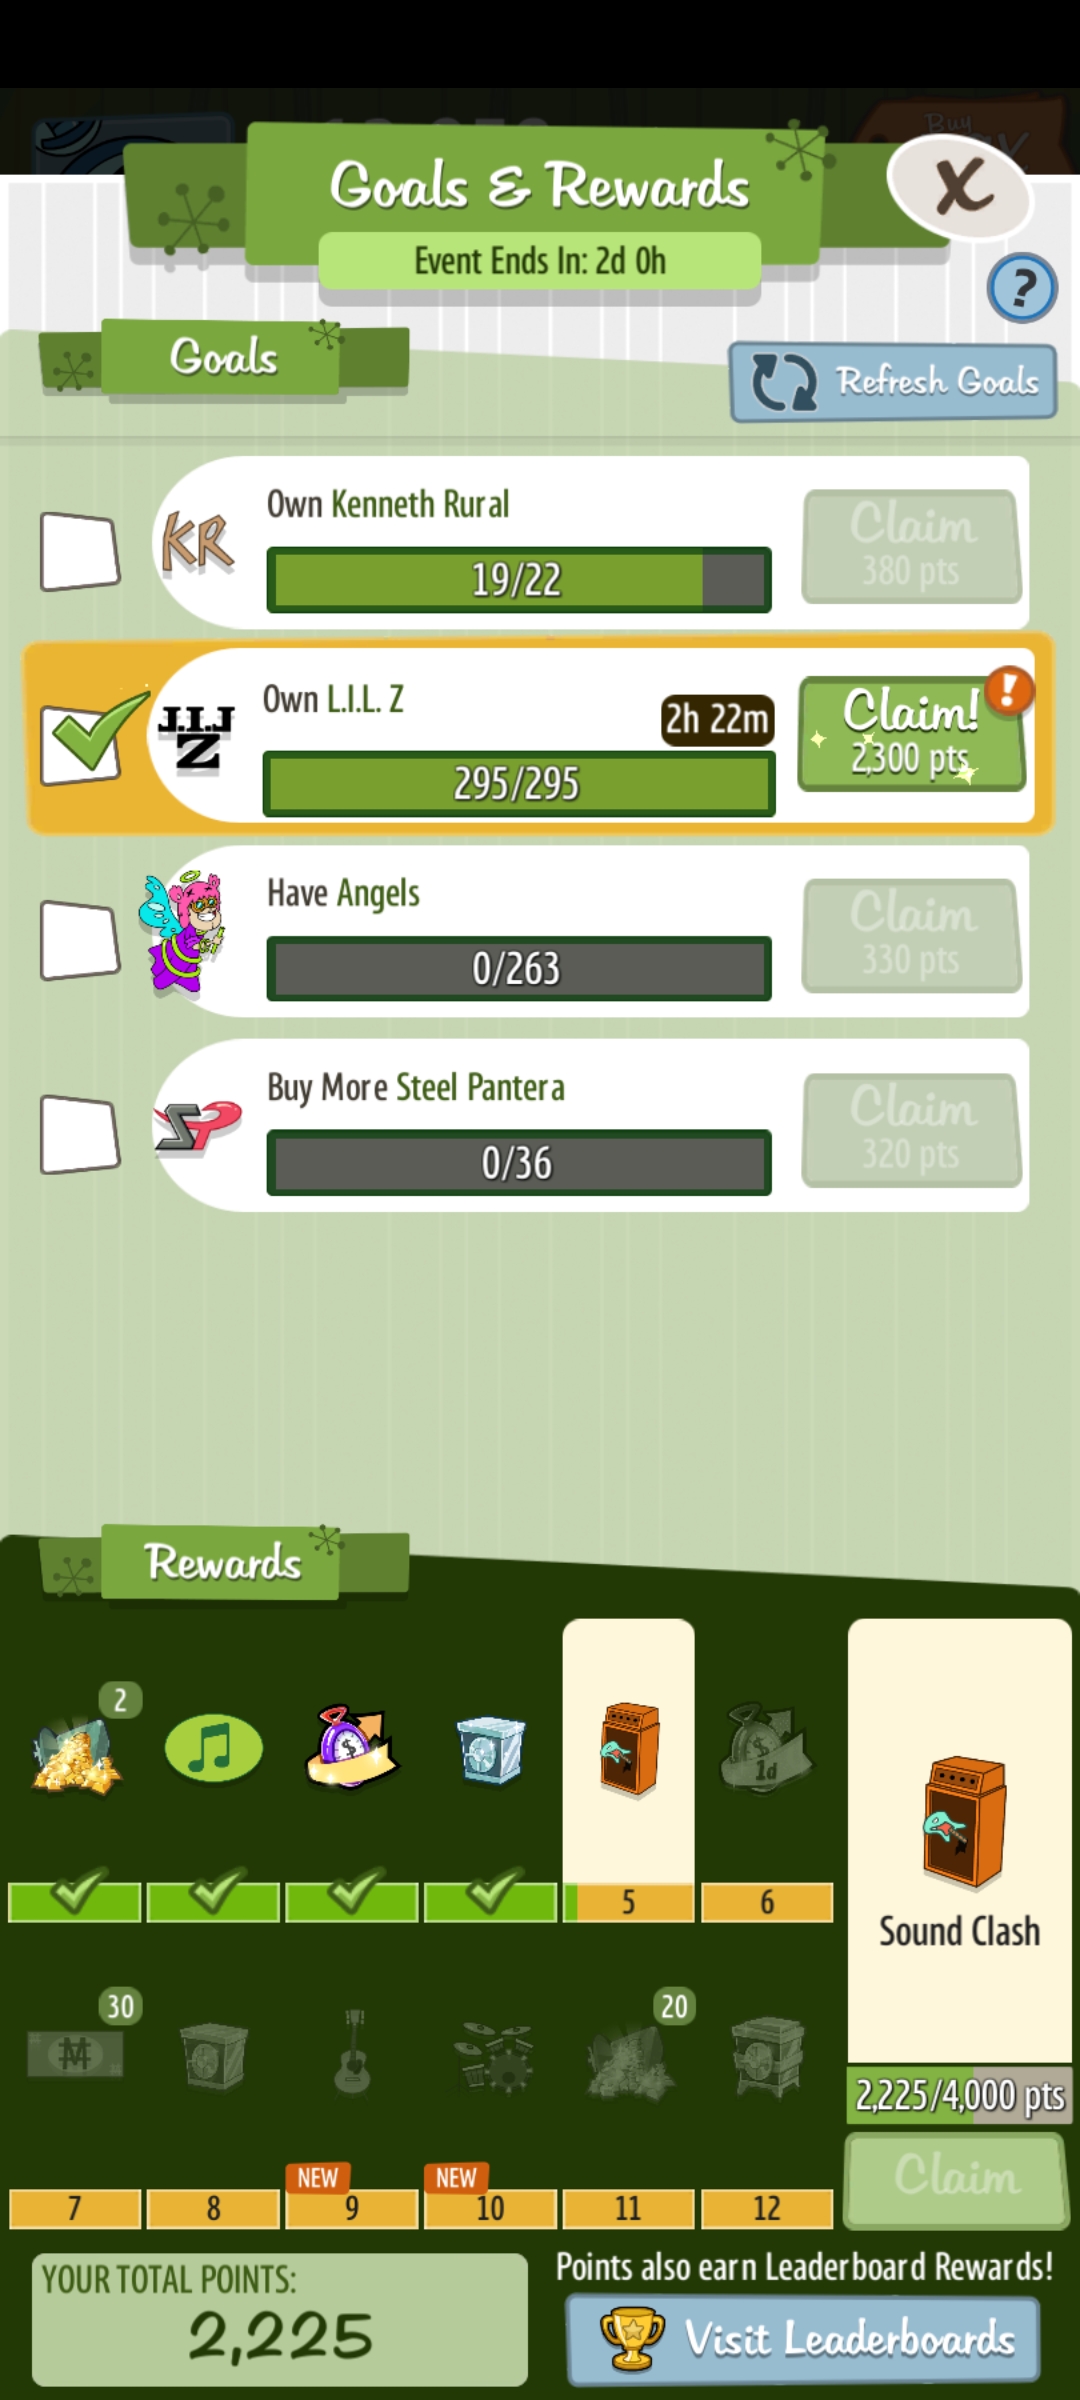 Buy
Goals & Rewards
X
Event Ends In: 2d 0h
?
Goals
Refresh Goals
KR
Own Kenneth Rural
19/22
Claim
380 pts
J.I.J
Z
Own L.I.L. Z
2h 22m
295/295
Claim!
2,300 pts
!
Have Angels
0/263
Claim
330 pts
SP
Buy More Steel Pantera
0/36
Claim
320 pts
Rewards
2
1d
5
6
Sound Clash
30
20
2,225/4,000 pts
NEW
NEW
Claim
7
8
9
10
11
12
YOUR TOTAL POINTS:
2,225
Points also earn Leaderboard Rewards!
Visit Leaderboards